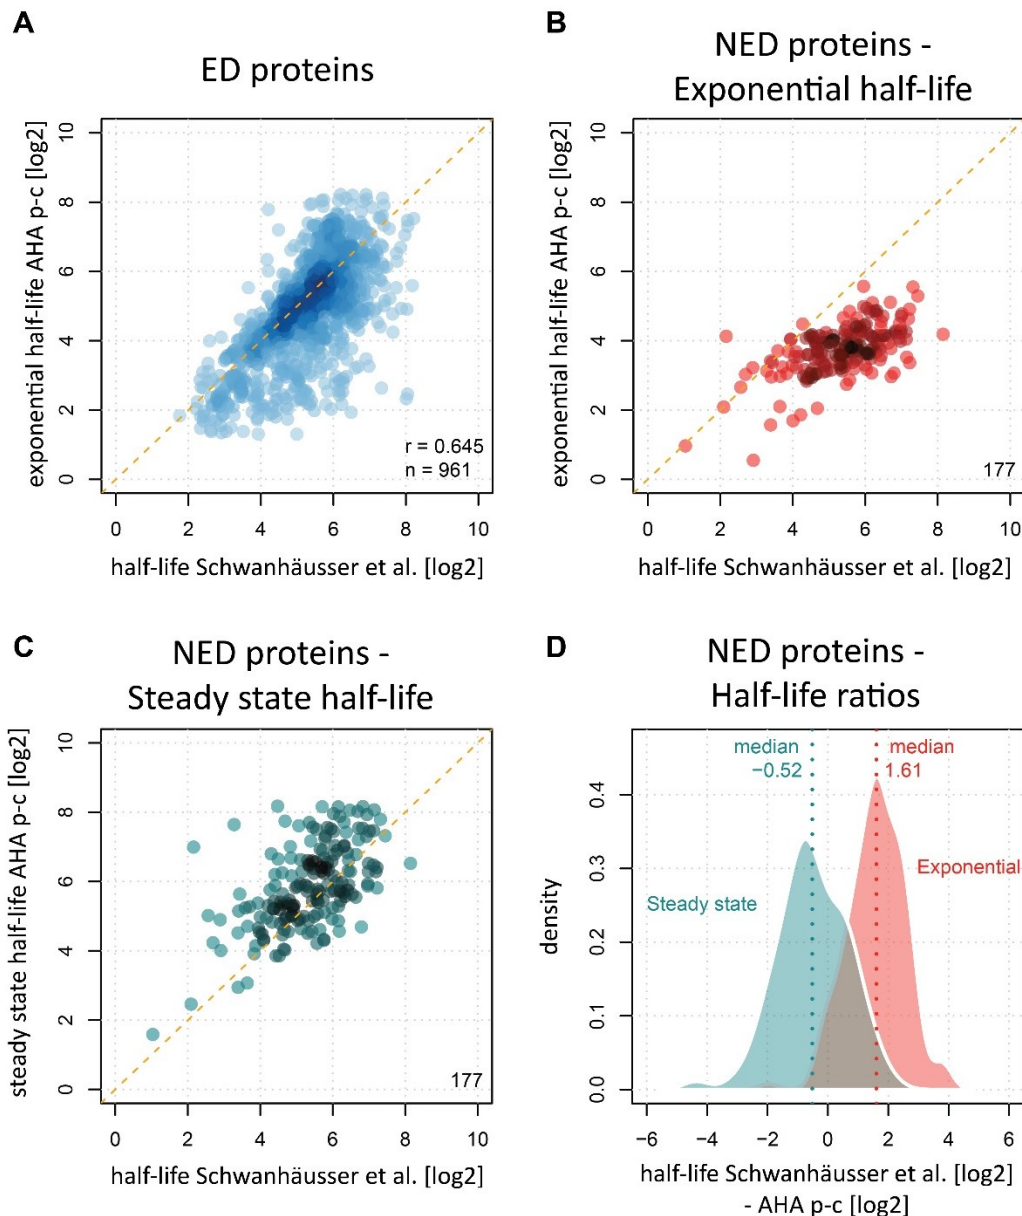 A
ED proteins
exponential half-life AHA p-c [log2]
10
8
6
4
2
0
r = 0.645
n = 961
0 2 4 6 8 10
half-life Schwanhäusser et al. [log2]
B
NED proteins -
Exponential half-life
exponential half-life AHA p-c [log2]
10
8
6
4
2
0
177
0 2 4 6 8 10
half-life Schwanhäusser et al. [log2]
C
NED proteins -
Steady state half-life
steady state half-life AHA p-c [log2]
10
8
6
4
2
0
177
0 2 4 6 8 10
half-life Schwanhäusser et al. [log2]
D
NED proteins -
Half-life ratios
density
0.4
0.3
0.2
0.1
0.0
median
−0.52
median
1.61
Exponential
Steady state
−6 −4 −2 0 2 4 6
half-life Schwanhäusser et al. [log2]
- AHA p-c [log2]